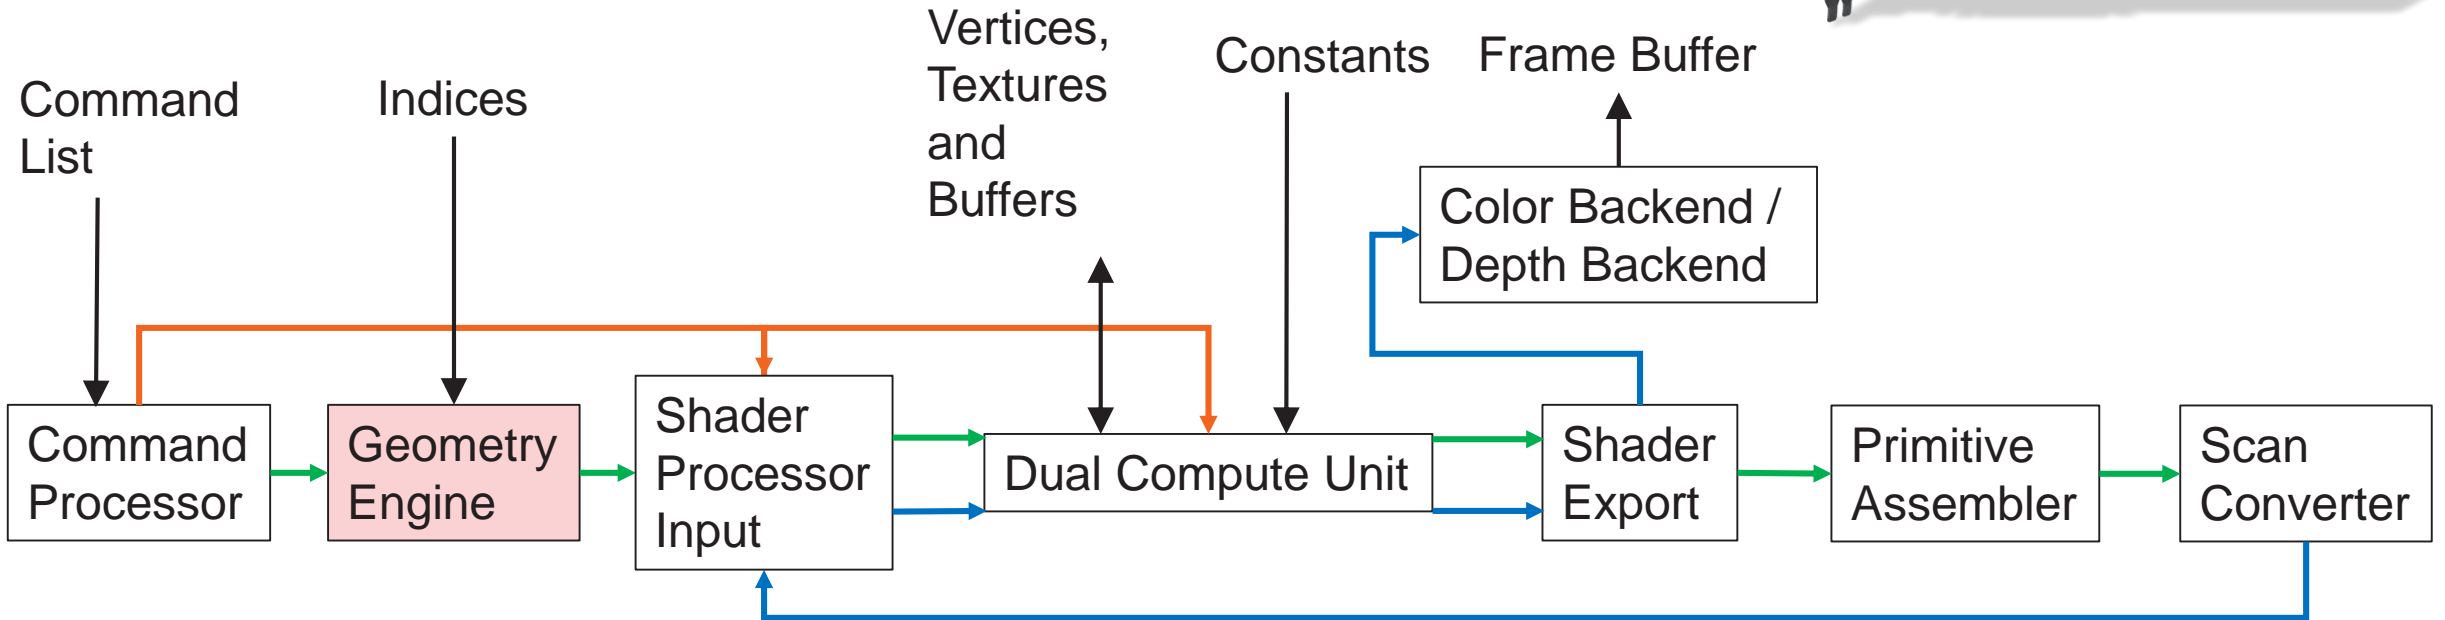 Command
List
Indices
Vertices,
Textures
and
Buffers
Constants
Frame Buffer
Color Backend /
Depth Backend
Command
Processor
Geometry
Engine
Shader
Processor
Input
Dual Compute Unit
Shader
Export
Primitive
Assembler
Scan
Converter